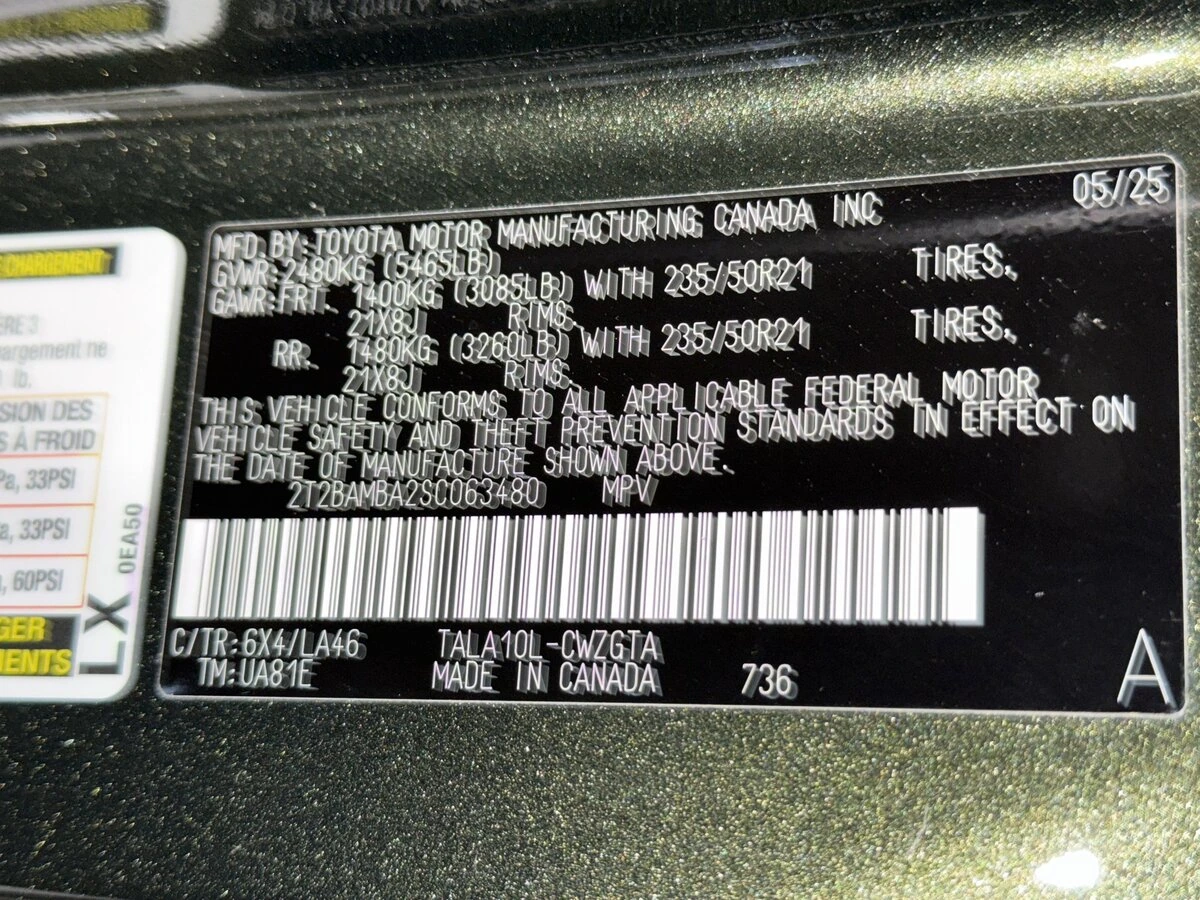 CHARGEMENT
ÈRE 3
hargement ne
lb.
SION DES
S À FROID
Pa, 33PSI
a, 33PSI
, 60PSI
GER
MENTS
0EA50
LX
05/25
MFD BY:TOYOTA MOTOR MANUFACTURING CANADA INC
GVWR:2480KG (5465LB)
GAWR:FRT. 1400KG (3085LB) WITH 235/50R21 TIRES,
21X8J RIMS,
RR. 1480KG (3260LB) WITH 235/50R21 TIRES,
21X8J RIMS,
THIS VEHICLE CONFORMS TO ALL APPLICABLE FEDERAL MOTOR
VEHICLE SAFETY AND THEFT PREVENTION STANDARDS IN EFFECT ON
THE DATE OF MANUFACTURE SHOWN ABOVE.
2T2BAMBA2SC063480 MPV
C/TR:6X4/LA46 TALA10L-CWZGTA
TM:UA81E MADE IN CANADA 736
A